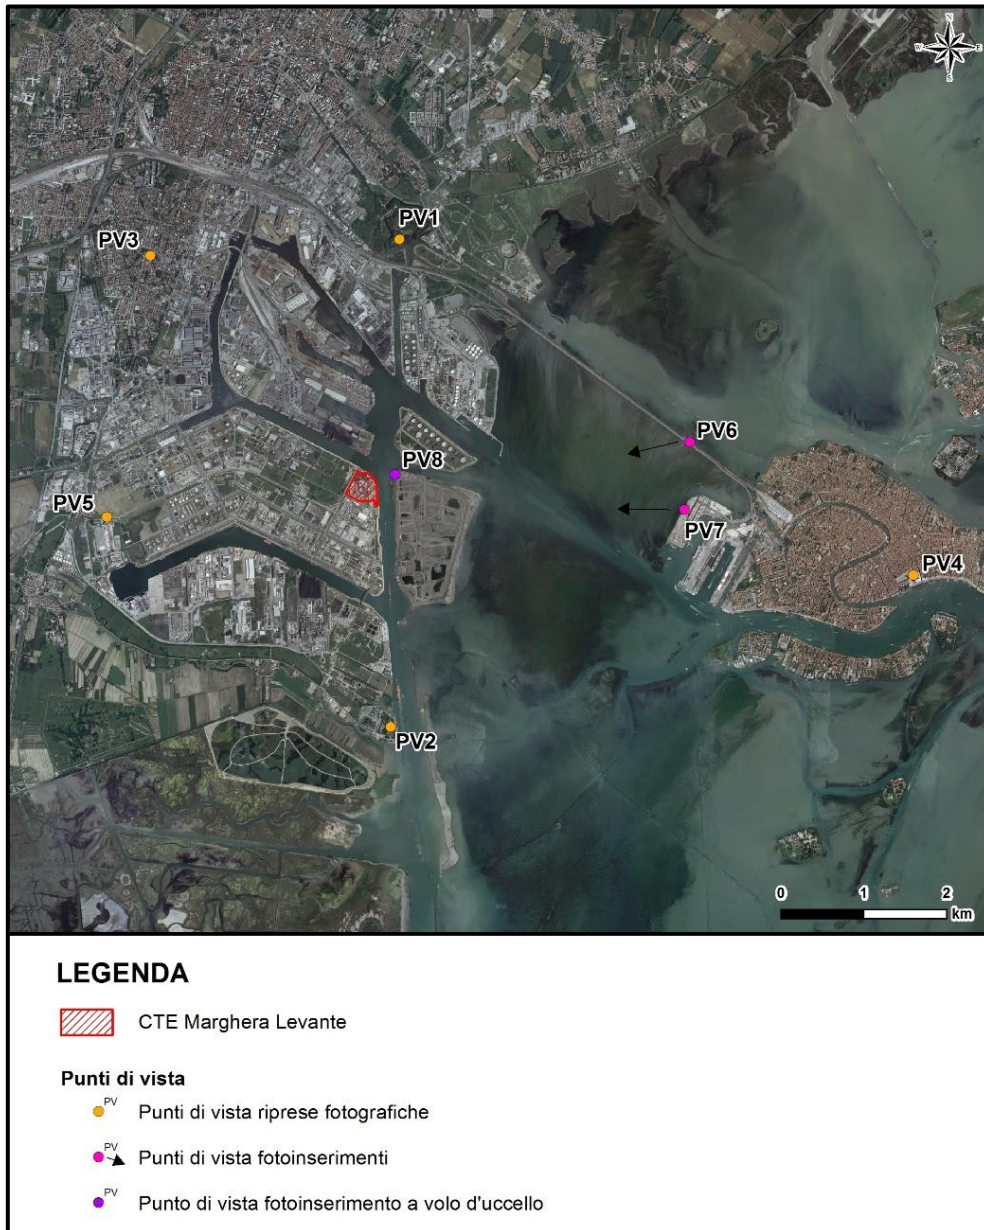 N
W E
S
PV1
PV3
PV6
PV8
PV5
PV7
PV4
PV2
0 1 2
km
LEGENDA
CTE Marghera Levante
Punti di vista
PV
Punti di vista riprese fotografiche
PV
Punti di vista fotoinserimenti
PV
Punto di vista fotoinserimento a volo d'uccello